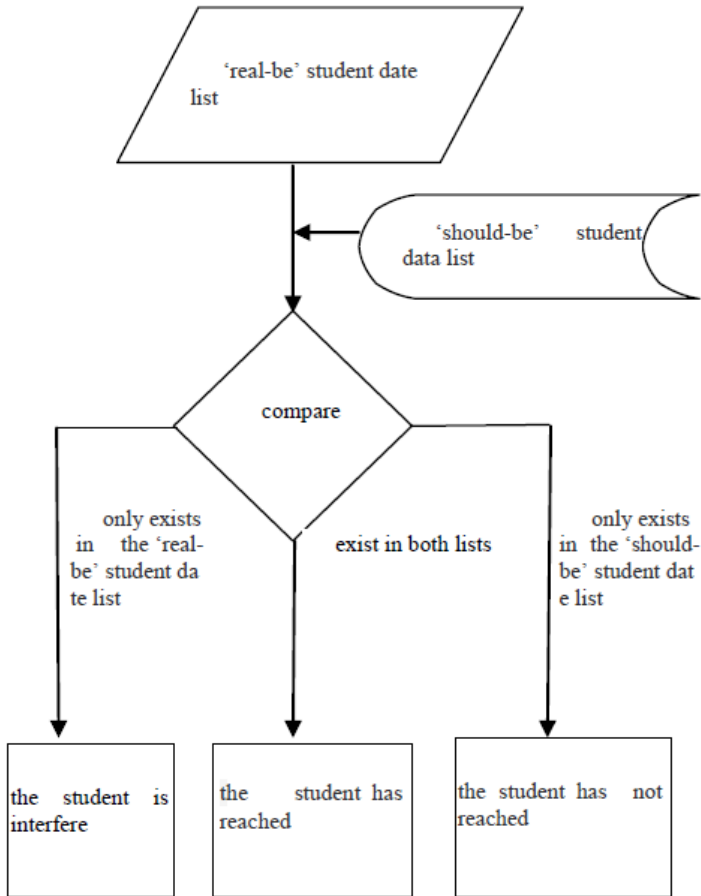 ‘real-be’ student date
list
‘should-be’ student
data list
compare
only exists
in the ‘real-
be’ student da
te list
exist in both lists
only exists
in the ‘should-
be’ student dat
e list
the student is
interfere
the student has
reached
the student has not
reached